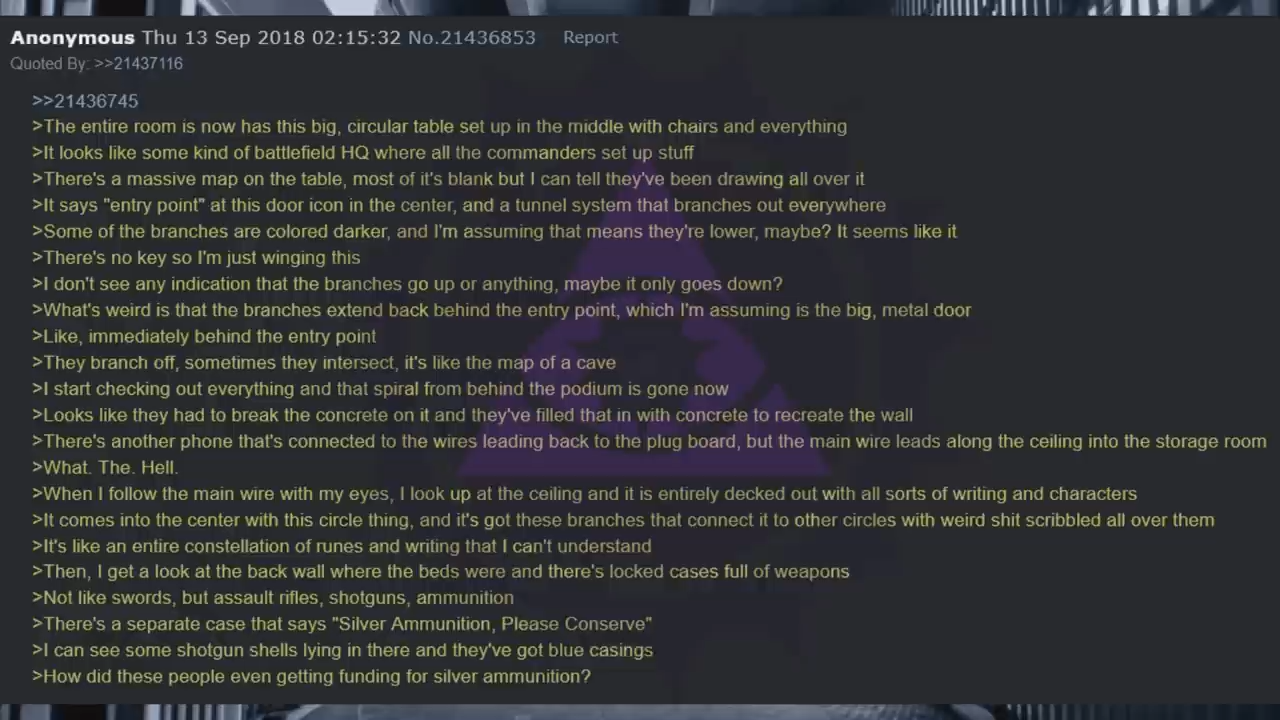 Anonymous Thu 13 Sep 2018 02:15:32 No.21436853 Report
Quoted By: >>21437116
>>21436745
>The entire room is now has this big, circular table set up in the middle with chairs and everything
>It looks like some kind of battlefield HQ where all the commanders set up stuff
>There's a massive map on the table, most of it's blank but I can tell they've been drawing all over it
>It says "entry point" at this door icon in the center, and a tunnel system that branches out everywhere
>Some of the branches are colored darker, and I'm assuming that means they're lower, maybe? It seems like it
>There's no key so I'm just winging this
>I don't see any indication that the branches go up or anything, maybe it only goes down?
>What's weird is that the branches extend back behind the entry point, which I'm assuming is the big, metal door
>Like, immediately behind the entry point
>They branch off, sometimes they intersect, it's like the map of a cave
>I start checking out everything and that spiral from behind the podium is gone now
>Looks like they had to break the concrete on it and they've filled that in with concrete to recreate the wall
>There's another phone that's connected to the wires leading back to the plug board, but the main wire leads along the ceiling into the storage room
>What. The. Hell.
>When I follow the main wire with my eyes, I look up at the ceiling and it is entirely decked out with all sorts of writing and characters
>It comes into the center with this circle thing, and it's got these branches that connect it to other circles with weird shit scribbled all over them
>It's like an entire constellation of runes and writing that I can't understand
>Then, I get a look at the back wall where the beds were and there's locked cases full of weapons
>Not like swords, but assault rifles, shotguns, ammunition
>There's a separate case that says "Silver Ammunition, Please Conserve"
>I can see some shotgun shells lying in there and they've got blue casings
>How did these people even getting funding for silver ammunition?